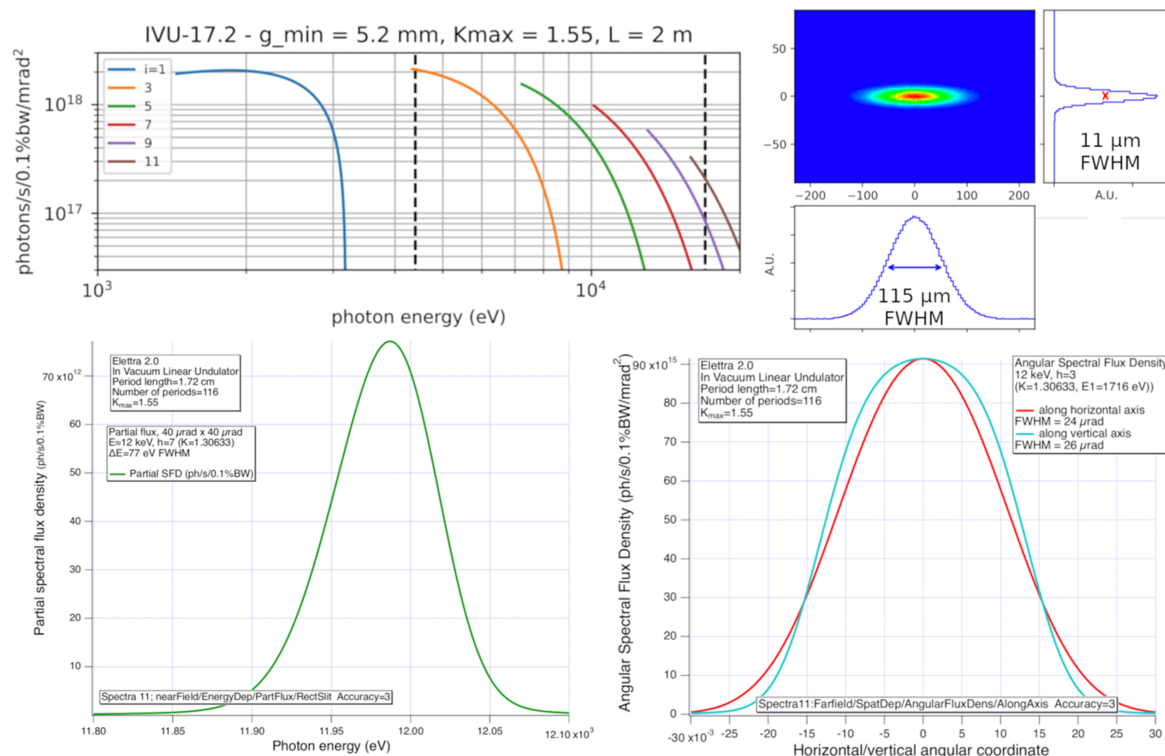 IVU-17.2 - g_min = 5.2 mm, Kmax = 1.55, L = 2 m
photons/s/0.1%bw/mrad²
10¹⁸
10¹⁷
i=1
3
5
7
9
11
10³
10⁴
photon energy (eV)
50
0
−50
−200
−100
0
100
200
11 µm
FWHM
A.U.
A.U.
115 µm
FWHM
Partial spectral flux density (ph/s/0.1%BW)
70 x10¹²
60
50
40
30
20
10
Elettra 2.0
In Vacuum Linear Undulator
Period length=1.72 cm
Number of periods=116
Kmax=1.55
Partial flux, 40 µrad x 40 µrad
E=12 keV, h=7 (K=1.30633)
ΔE=77 eV FWHM
Partial SFD (ph/s/0.1%BW)
Spectra 11; nearField/EnergyDep/PartFlux/RectSlit Accuracy=3
11.80
11.85
11.90
11.95
12.00
12.05
12.10 x10³
Photon energy (eV)
Angular Spectral Flux Density (ph/s/0.1%BW/mrad²)
90 x10¹⁵
80
70
60
50
40
30
20
10
0
Elettra 2.0
In Vacuum Linear Undulator
Period length=1.72 cm
Number of periods=116
Kmax=1.55
Angular Spectral Flux Density
12 keV, h=3
(K=1.30633, E1=1716 eV))
along horizontal axis
FWHM = 24 µrad
along vertical axis
FWHM = 26 µrad
Spectra11:Farfield/SpatDep/AngularFluxDens/AlongAxis Accuracy=3
-30 x10⁻³
-25
-20
-15
-10
-5
0
5
10
15
20
25
30
Horizontal/vertical angular coordinate